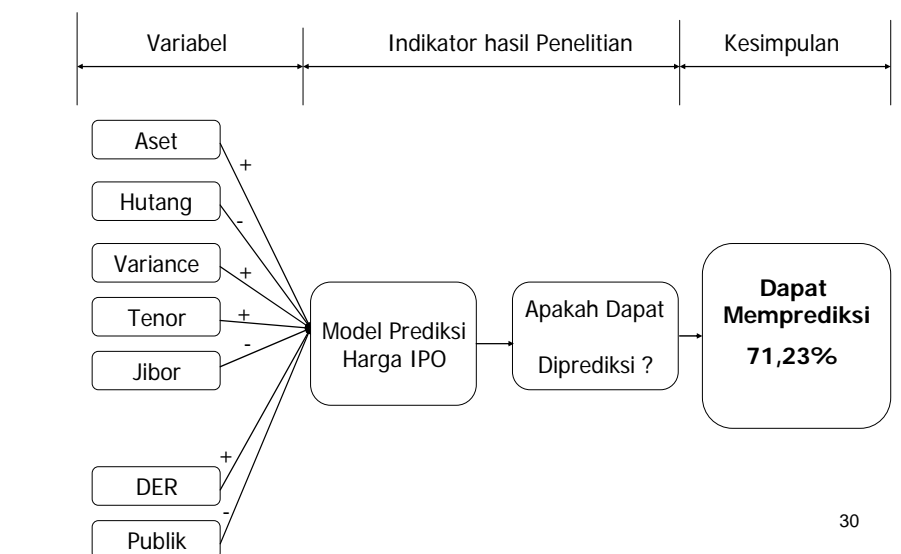 Variabel
Indikator hasil Penelitian
Kesimpulan
Aset
+
Hutang
-
Variance
+
Tenor
+
-
Jibor
+
DER
-
Publik
Model Prediksi
Harga IPO
Apakah Dapat
Diprediksi ?
Dapat
Memprediksi
71,23%
30